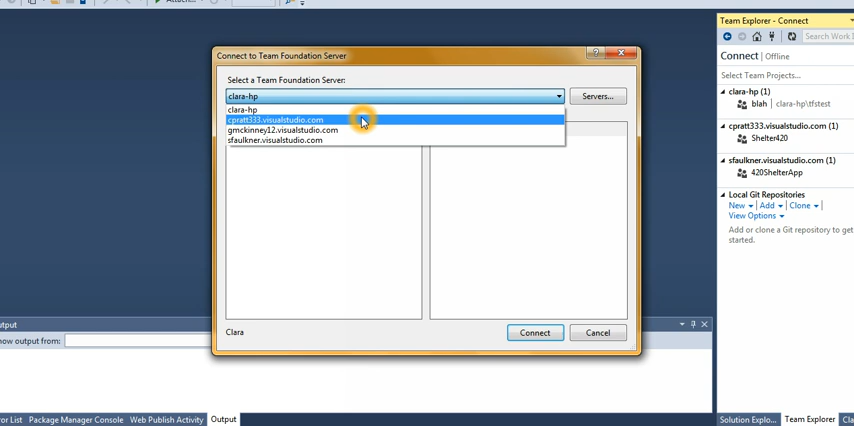 Attach...
Team Explorer - Connect
Search Work
Connect | Offline
Select Team Projects...
clara-hp (1)
blah | clara-hp\tfstest
cpratt333.visualstudio.com (1)
Shelter420
sfaulkner.visualstudio.com (1)
420ShelterApp
Local Git Repositories
New | Add | Clone |
View Options
Add or clone a Git repository to get
started.
Connect to Team Foundation Server
Select a Team Foundation Server:
clara-hp
Servers...
clara-hp
cpratt333.visualstudio.com
gmckinney12.visualstudio.com
sfaulkner.visualstudio.com
Clara
Connect
Cancel
utput
how output from:
ror List Package Manager Console Web Publish Activity Output
Solution Explo... Team Explorer Cla